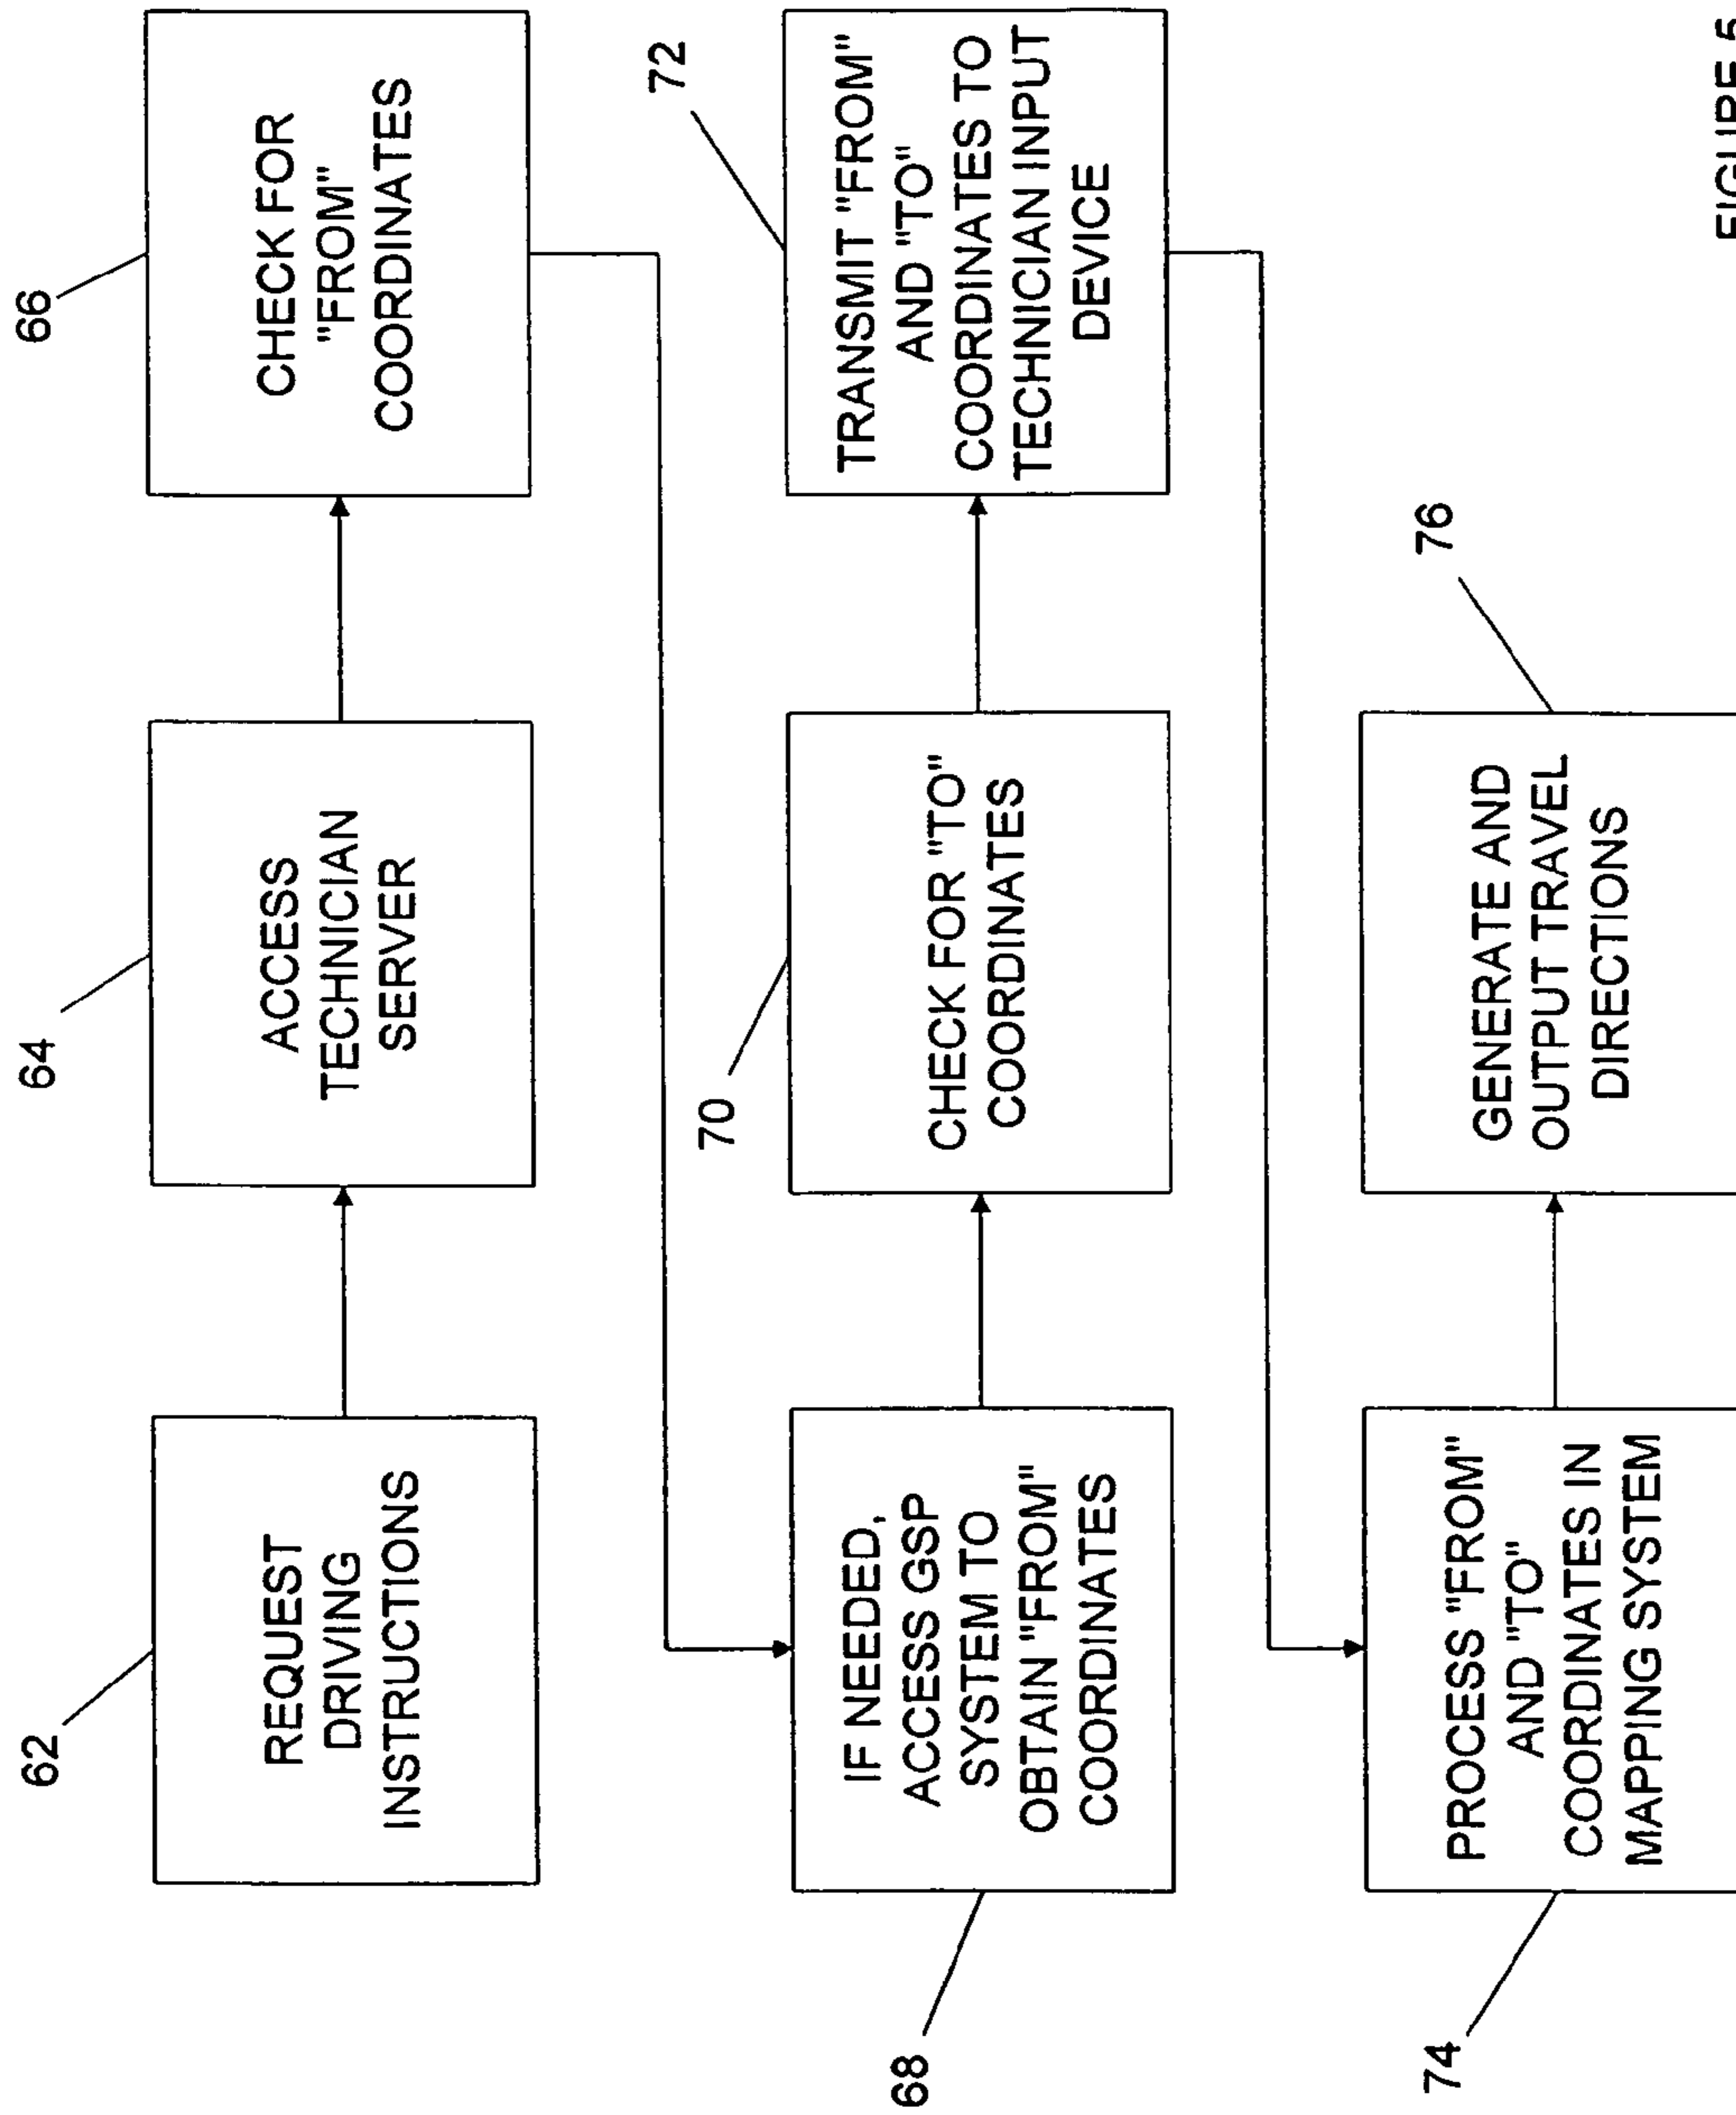 62
REQUEST
DRIVING
INSTRUCTIONS
64
ACCESS
TECHNICIAN
SERVER
66
CHECK FOR
"FROM"
COORDINATES
68
IF NEEDED,
ACCESS GSP
SYSTEM TO
OBTAIN "FROM"
COORDINATES
70
CHECK FOR "TO"
COORDINATES
72
TRANSMIT "FROM"
AND "TO"
COORDINATES TO
TECHNICIAN INPUT
DEVICE
74
PROCESS "FROM"
AND "TO"
COORDINATES IN
MAPPING SYSTEM
76
GENERATE AND
OUTPUT TRAVEL
DIRECTIONS
FIGURE 5